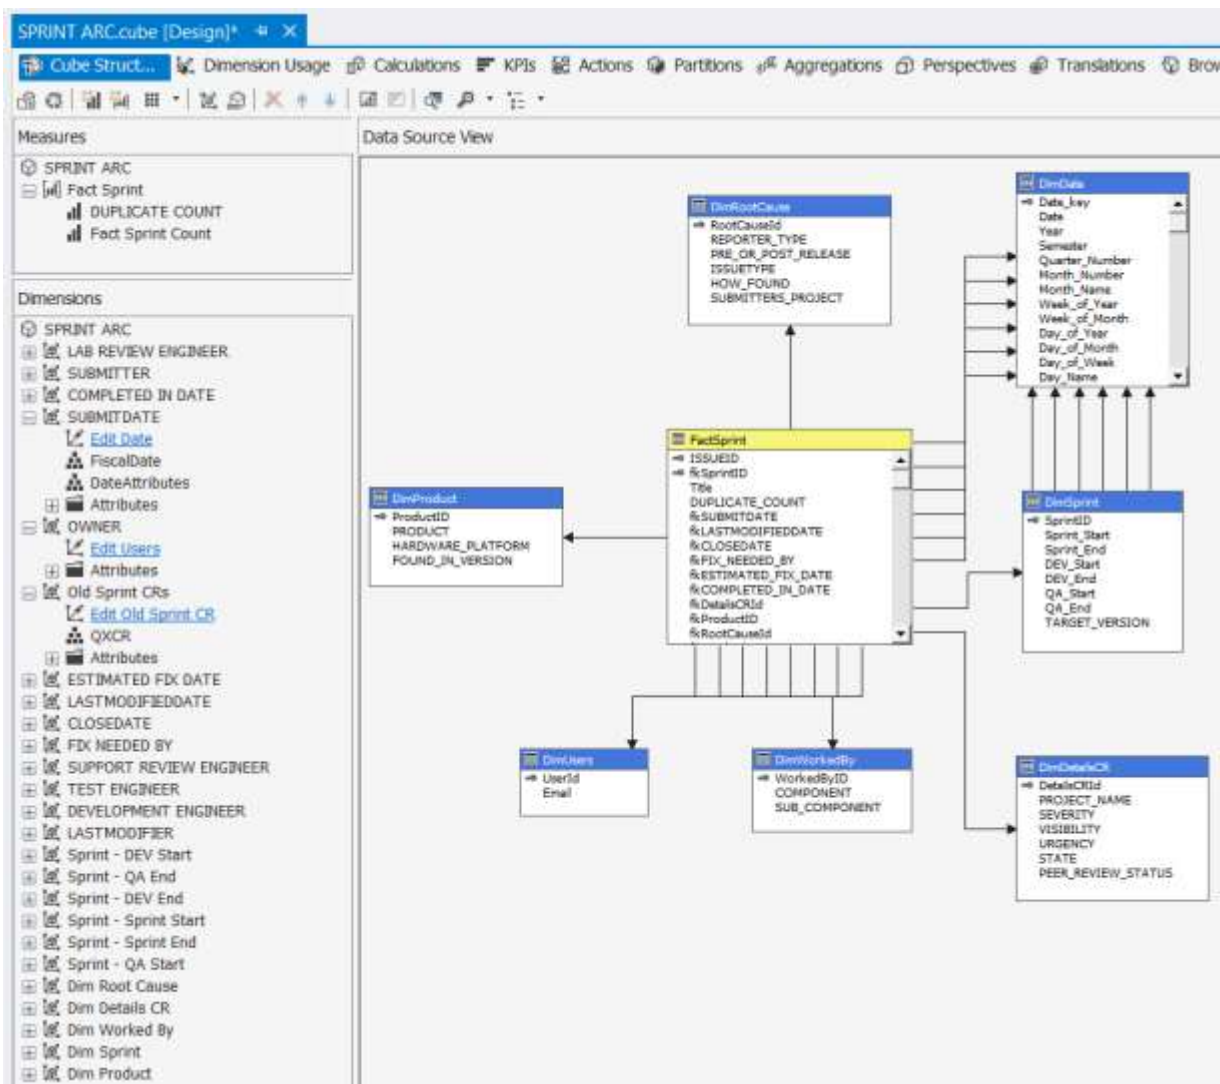 SPRINT ARC.cube [Design]*
Cube Struct... Dimension Usage Calculations KPIs Actions Partitions Aggregations Perspectives Translations Brow
Measures
SPRINT ARC
Fact Sprint
DUPLICATE COUNT
Fact Sprint Count
Dimensions
SPRINT ARC
LAB REVIEW ENGINEER
SUBMITTER
COMPLETED IN DATE
SUBMITDATE
Edit Date
FiscalDate
DateAttributes
Attributes
OWNER
Edit Users
Attributes
Old Sprint CRs
Edit Old Sprint CR
QXCR
Attributes
ESTIMATED FIX DATE
LASTMODIFIEDDATE
CLOSEDATE
FIX NEEDED BY
SUPPORT REVIEW ENGINEER
TEST ENGINEER
DEVELOPMENT ENGINEER
LASTMODIFIER
Sprint - DEV Start
Sprint - QA End
Sprint - DEV End
Sprint - Sprint Start
Sprint - Sprint End
Sprint - QA Start
Dim Root Cause
Dim Details CR
Dim Worked By
Dim Sprint
Dim Product
Data Source View
DimRootCause
RootCauseId
REPORTER_TYPE
PRE_OR_POST_RELEASE
ISSUETYPE
HOW_FOUND
SUBMITTERS_PROJECT
DimDate
Date_key
Date
Year
Semester
Quarter_Number
Month_Number
Month_Name
Week_of_Year
Week_of_Month
Day_of_Year
Day_of_Month
Day_of_Week
Day_Name
FactSprint
ISSUEID
fkSprintID
Title
DUPLICATE_COUNT
fkSUBMITDATE
fkLASTMODIFIEDDATE
fkCLOSEDATE
fkFIX_NEEDED_BY
fkESTIMATED_FIX_DATE
fkCOMPLETED_IN_DATE
fkDetailsCRId
fkProductID
fkRootCauseId
DimProduct
ProductID
PRODUCT
HARDWARE_PLATFORM
FOUND_IN_VERSION
DimSprint
SprintID
Sprint_Start
Sprint_End
DEV_Start
DEV_End
QA_Start
QA_End
TARGET_VERSION
DimUsers
UserId
Email
DimWorkedBy
WorkedByID
COMPONENT
SUB_COMPONENT
DimDetailsCR
DetailsCRId
PROJECT_NAME
SEVERITY
VISIBILITY
URGENCY
STATE
PEER_REVIEW_STATUS